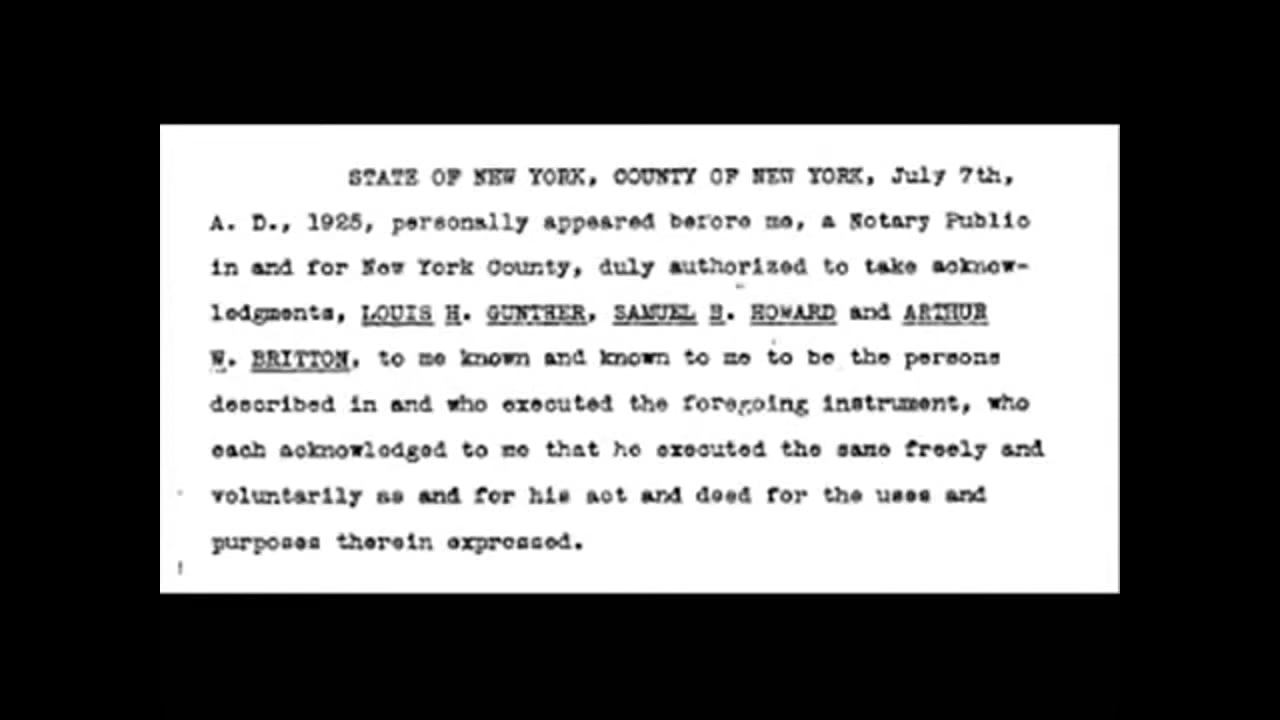 STATE OF NEW YORK, COUNTY OF NEW YORK, July 7th,
A. D., 1925, personally appeared before me, a Notary Public
in and for New York County, duly authorized to take acknow-
ledgments, LOUIS H. GUNTHER, SAMUEL B. HOWARD and ARTHUR
W. BRITTON, to me known and known to me to be the persons
described in and who executed the foregoing instrument, who
each acknowledged to me that he executed the same freely and
voluntarily as and for his act and deed for the uses and
purposes therein expressed.